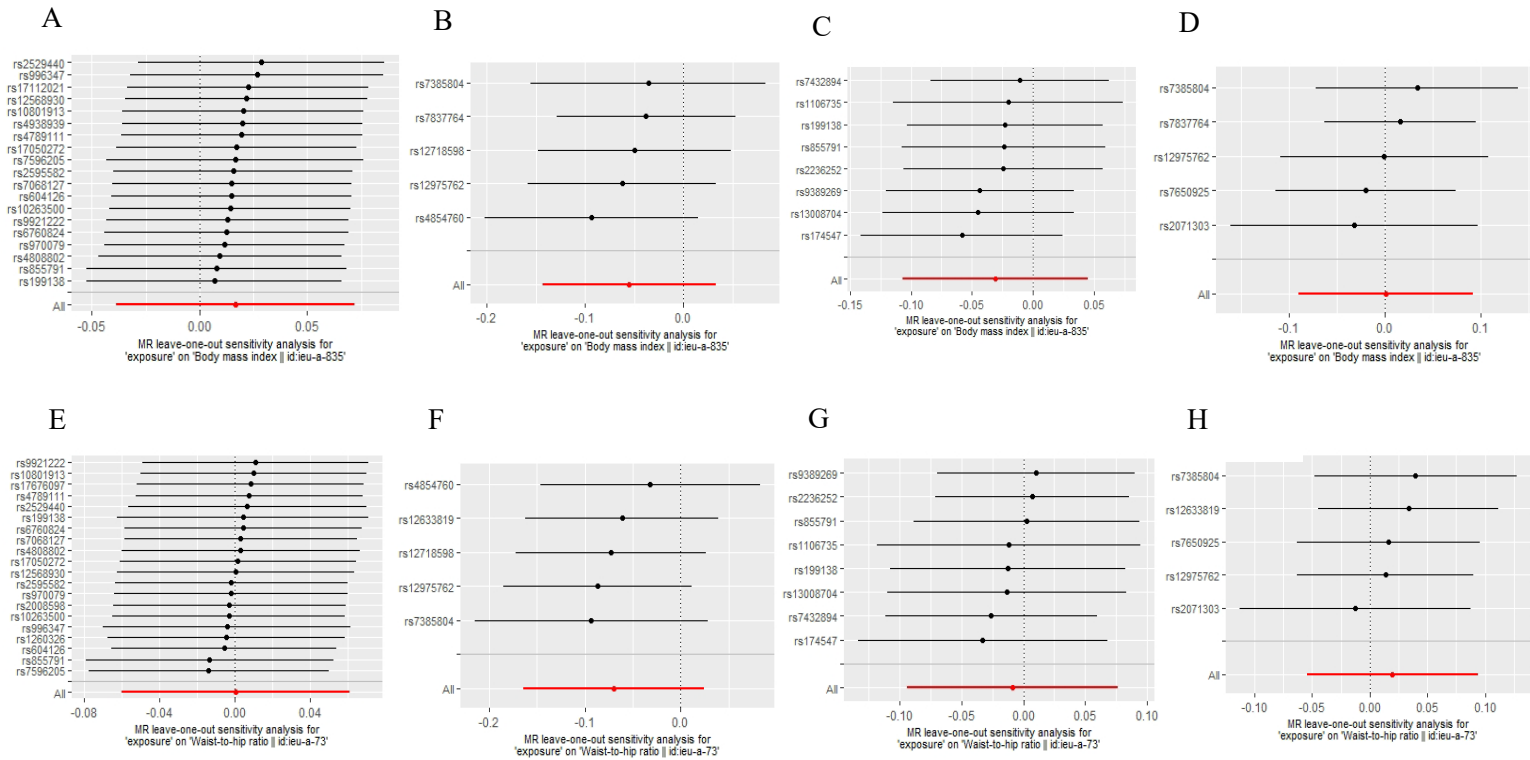 A
rs2529440
rs996347
rs17112021
rs12568930
rs10801913
rs4938939
rs4789111
rs17050272
rs7596205
rs2595582
rs7068127
rs604126
rs10263500
rs9921222
rs6760824
rs970079
rs4808802
rs855791
rs199138
All
-0.05 0.00 0.05
MR leave-one-out sensitivity analysis for
'exposure' on 'Body mass index || id:ieu-a-835'
B
rs7385804
rs7837764
rs12718598
rs12975762
rs4854760
All
-0.2 -0.1 0.0
MR leave-one-out sensitivity analysis for
'exposure' on 'Body mass index || id:ieu-a-835'
C
rs7432894
rs1106735
rs199138
rs855791
rs2236252
rs9389269
rs13008704
rs174547
All
-0.15 -0.10 -0.05 0.00 0.05
MR leave-one-out sensitivity analysis for
'exposure' on 'Body mass index || id:ieu-a-835'
D
rs7385804
rs7837764
rs12975762
rs7650925
rs2071303
All
-0.1 0.0 0.1
MR leave-one-out sensitivity analysis for
'exposure' on 'Body mass index || id:ieu-a-835'
E
rs9921222
rs10801913
rs17676097
rs4789111
rs2529440
rs199138
rs6760824
rs7068127
rs4808802
rs17050272
rs12568930
rs2595582
rs970079
rs2008598
rs10263500
rs996347
rs1260326
rs604126
rs855791
rs7596205
All
-0.08 -0.04 0.00 0.04
MR leave-one-out sensitivity analysis for
'exposure' on 'Waist-to-hip ratio || id:ieu-a-73'
F
rs4854760
rs12633819
rs12718598
rs12975762
rs7385804
All
-0.2 -0.1 0.0
MR leave-one-out sensitivity analysis for
'exposure' on 'Waist-to-hip ratio || id:ieu-a-73'
G
rs9389269
rs2236252
rs855791
rs1106735
rs199138
rs13008704
rs7432894
rs174547
All
-0.10 -0.05 0.00 0.05 0.10
MR leave-one-out sensitivity analysis for
'exposure' on 'Waist-to-hip ratio || id:ieu-a-73'
H
rs7385804
rs12633819
rs7650925
rs12975762
rs2071303
All
-0.10 -0.05 0.00 0.05 0.10
MR leave-one-out sensitivity analysis for
'exposure' on 'Waist-to-hip ratio || id:ieu-a-73'